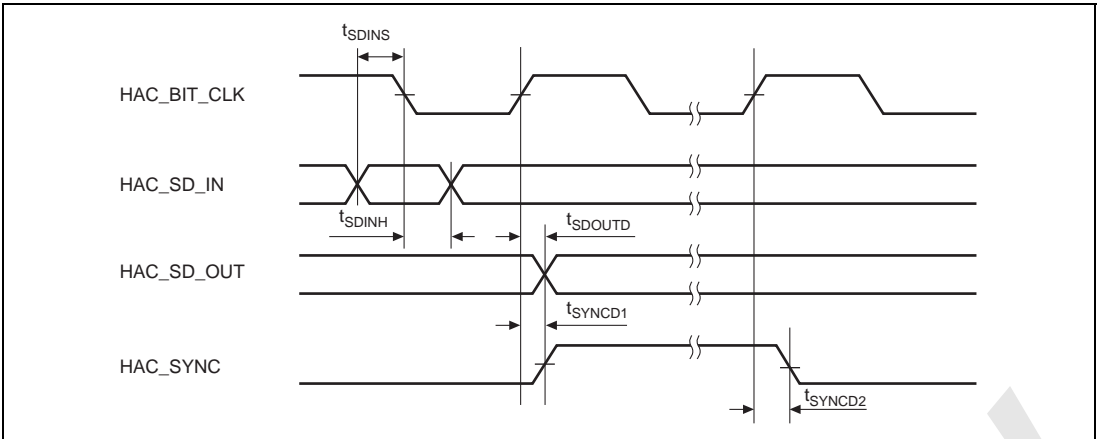 tSDINS
HAC_BIT_CLK
HAC_SD_IN
tSDINH
tSDOUTD
HAC_SD_OUT
tSYNCD1
HAC_SYNC
tSYNCD2